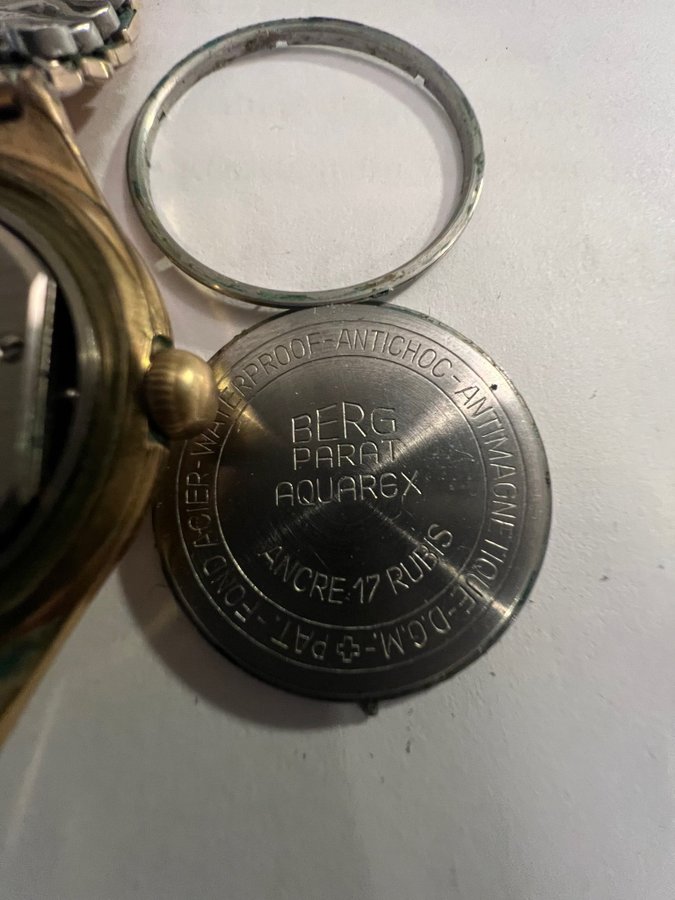 WATERPROOF-ANTICHOC-ANTIMAGNETIQUE-D.G.M.-✚ PAT.-FOND ACIER-
BERG
PARAT
AQUAREX
ANCRE 17 RUBIS